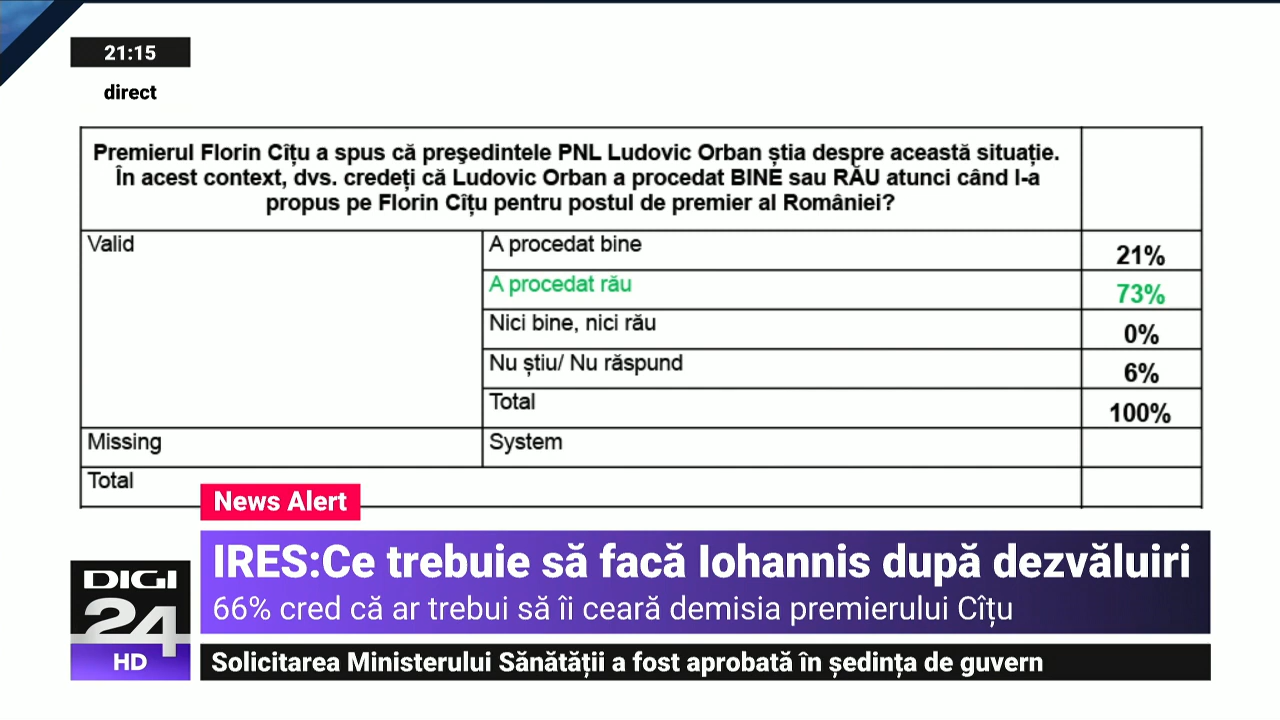 21:15
direct
Premierul Florin Cîțu a spus că preşedintele PNL Ludovic Orban știa despre această situație.
În acest context, dvs. credeți că Ludovic Orban a procedat BINE sau RĂU atunci când l-a
propus pe Florin Cîțu pentru postul de premier al României?
Valid
A procedat bine
21%
A procedat rău
73%
Nici bine, nici rău
0%
Nu știu/ Nu răspund
6%
Total
100%
Missing
System
Total
News Alert
IRES:Ce trebuie să facă Iohannis după dezvăluiri
66% cred că ar trebui să îi ceară demisia premierului Cîțu
DIGI
24
HD
Solicitarea Ministerului Sănătății a fost aprobată în ședința de guvern